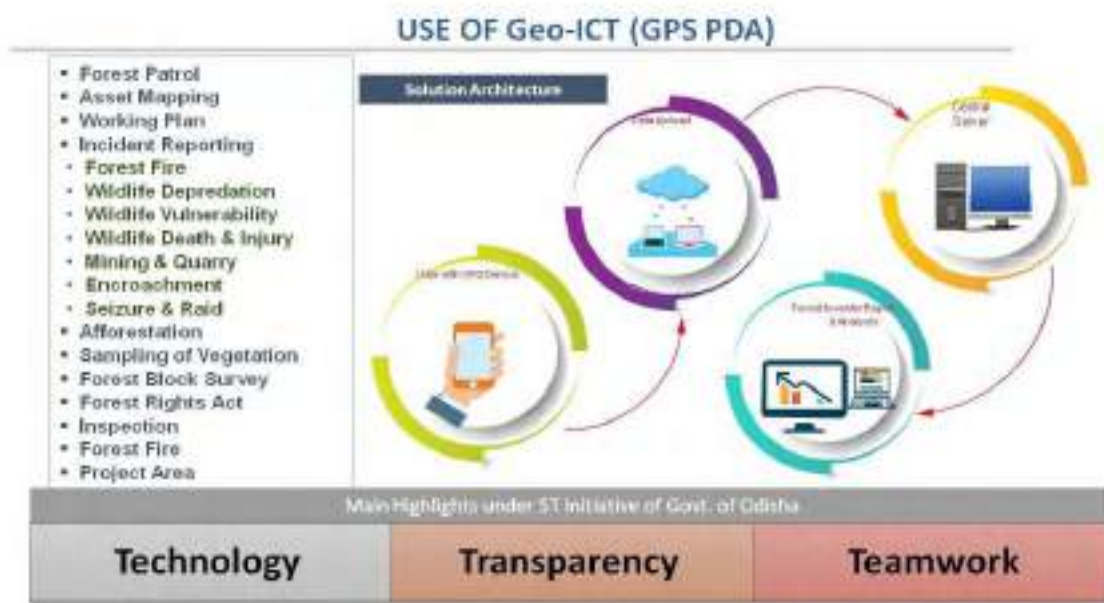 USE OF Geo-ICT (GPS PDA)
Forest Patrol
Asset Mapping
Working Plan
Incident Reporting
Forest Fire
Wildlife Depredation
Wildlife Vulnerability
Wildlife Death & Injury
Mining & Quarry
Encroachment
Seizure & Raid
Afforestation
Sampling of Vegetation
Forest Block Survey
Forest Rights Act
Inspection
Forest Fire
Project Area
Solution Architecture
Central
Server
& Analysis
Main Highlights under 5T Initiative of Govt. of Odisha
Technology
Transparency
Teamwork